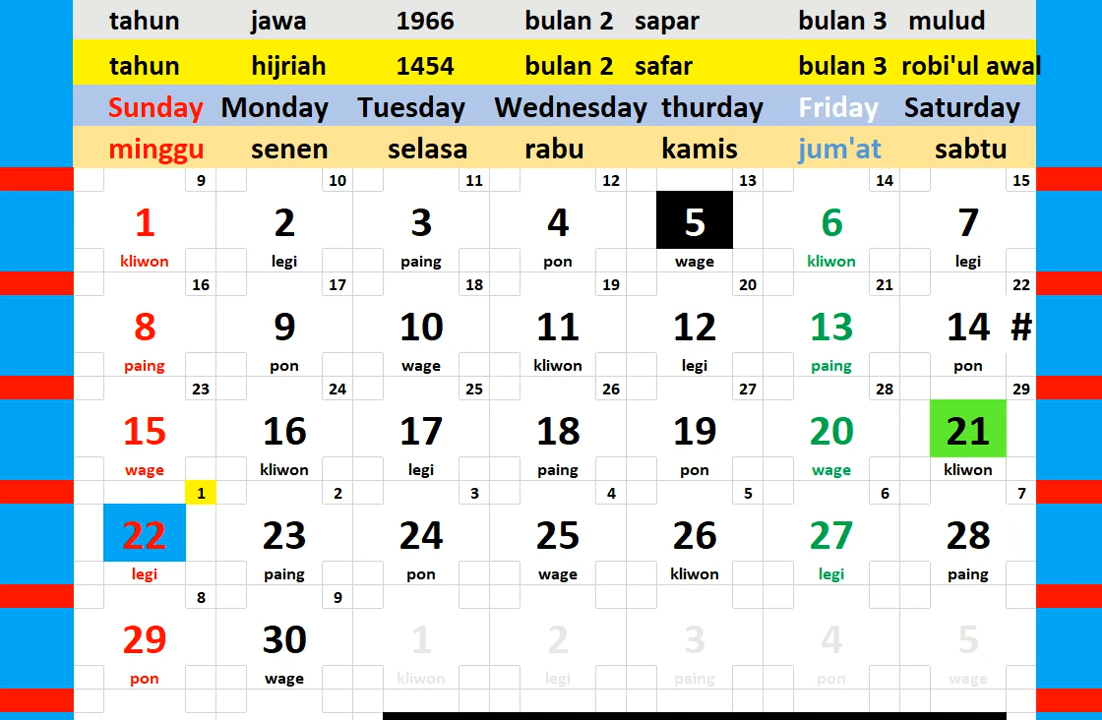 tahun jawa 1966 bulan 2 sapar bulan 3 mulud
tahun hijriah 1454 bulan 2 safar bulan 3 robi'ul awal
Sunday Monday Tuesday Wednesday thurday Friday Saturday
minggu senen selasa rabu kamis jum'at sabtu
9 10 11 12 13 14 15
1 2 3 4 5 6 7
kliwon legi paing pon wage kliwon legi
16 17 18 19 20 21 22
8 9 10 11 12 13 14 #
paing pon wage kliwon legi paing pon
23 24 25 26 27 28 29
15 16 17 18 19 20 21
wage kliwon legi paing pon wage kliwon
1 2 3 4 5 6 7
22 23 24 25 26 27 28
legi paing pon wage kliwon legi paing
8 9
29 30 1 2 3 4 5
pon wage kliwon legi paing pon wage